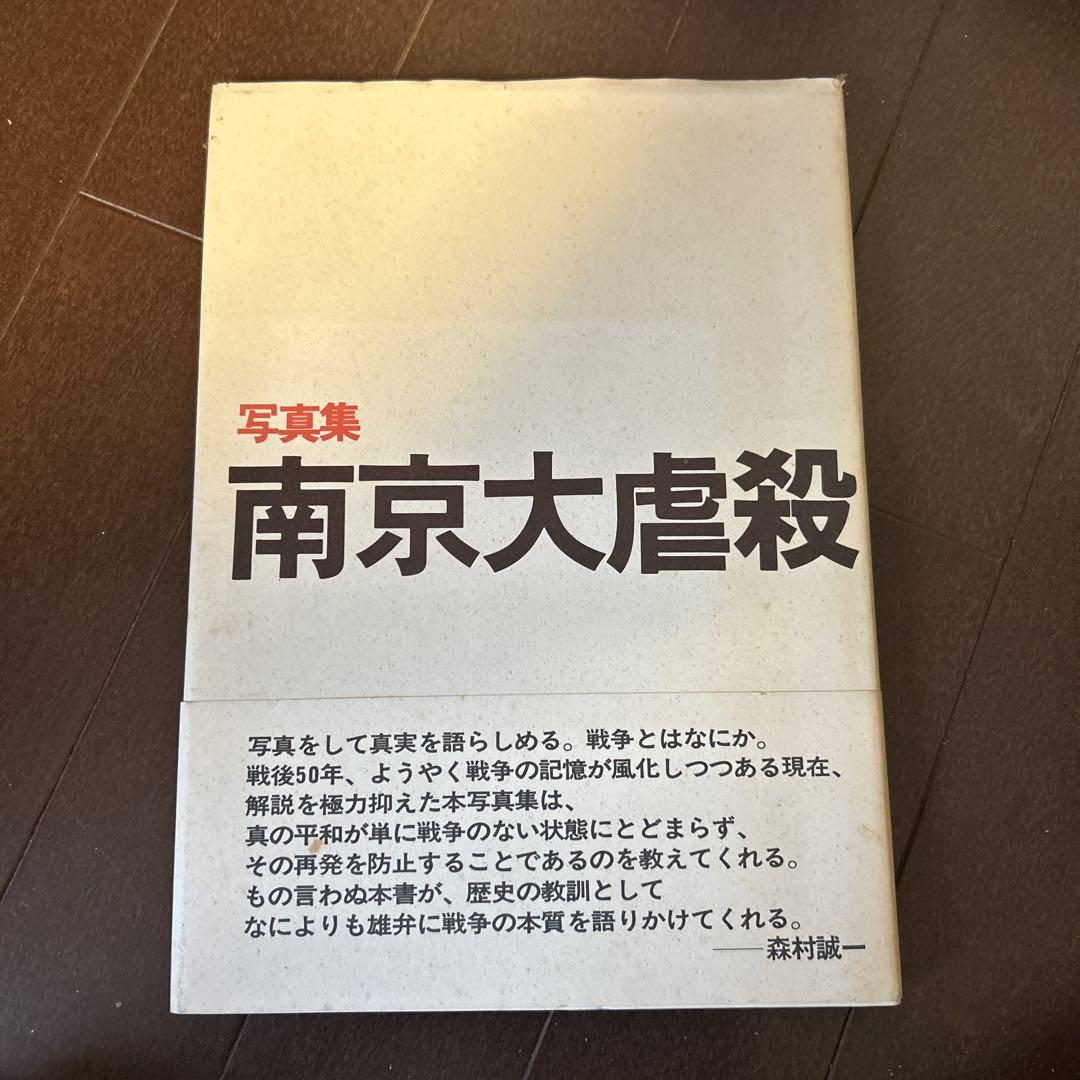 写真集
南京大虐殺
写真をして真実を語らしめる。戦争とはなにか。
戦後50年、ようやく戦争の記憶が風化しつつある現在、
解説を極力抑えた本写真集は、
真の平和が単に戦争のない状態にとどまらず、
その再発を防止することであるのを教えてくれる。
もの言わぬ本書が、歴史の教訓として
なによりも雄弁に戦争の本質を語りかけてくれる。
――森村誠一